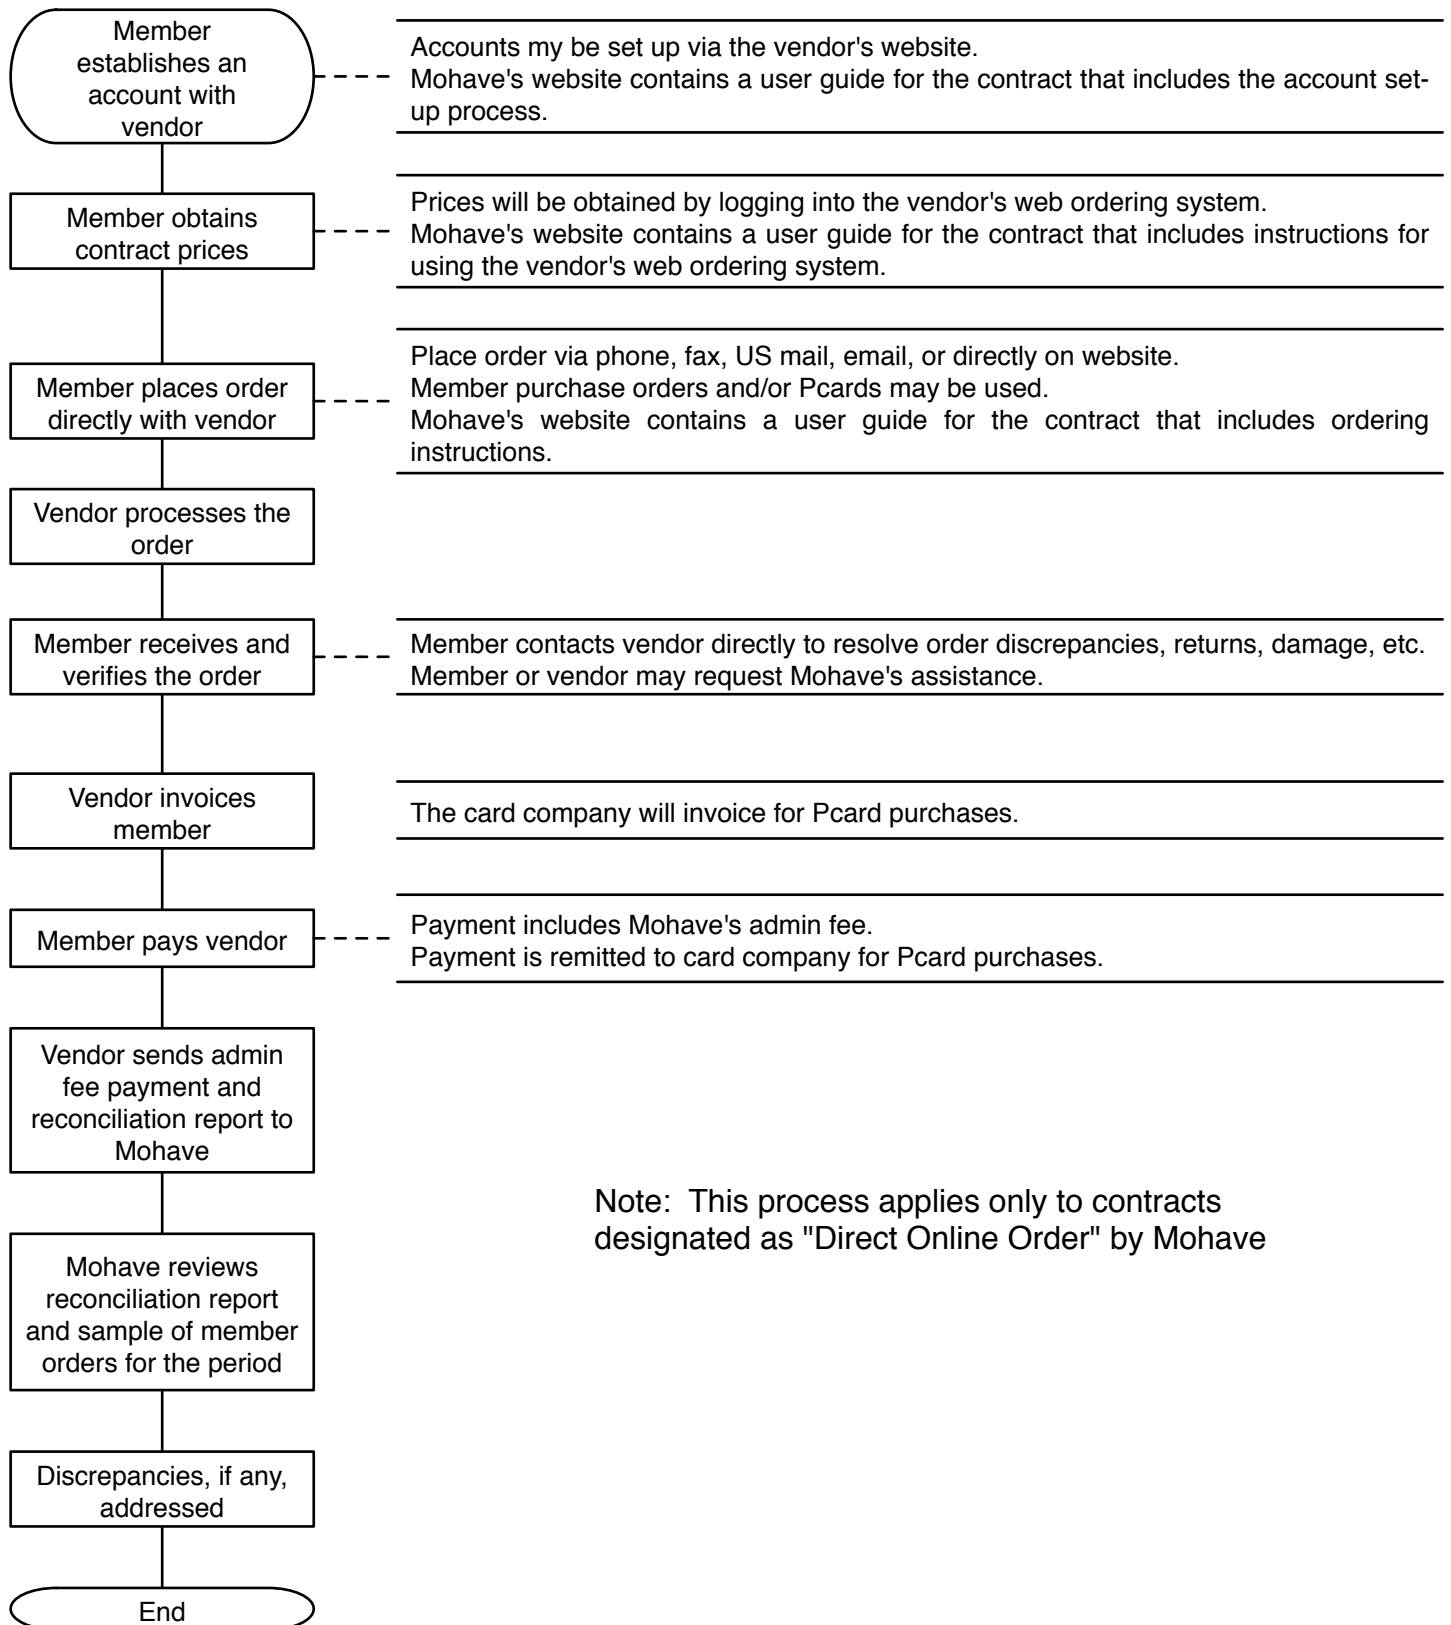 Member
establishes an
account with
vendor
Accounts my be set up via the vendor's website.
Mohave's website contains a user guide for the contract that includes the account set-
up process.
Member obtains
contract prices
Prices will be obtained by logging into the vendor's web ordering system.
Mohave's website contains a user guide for the contract that includes instructions for
using the vendor's web ordering system.
Member places order
directly with vendor
Place order via phone, fax, US mail, email, or directly on website.
Member purchase orders and/or Pcards may be used.
Mohave's website contains a user guide for the contract that includes ordering
instructions.
Vendor processes the
order
Member receives and
verifies the order
Member contacts vendor directly to resolve order discrepancies, returns, damage, etc.
Member or vendor may request Mohave's assistance.
Vendor invoices
member
The card company will invoice for Pcard purchases.
Member pays vendor
Payment includes Mohave's admin fee.
Payment is remitted to card company for Pcard purchases.
Vendor sends admin
fee payment and
reconciliation report to
Mohave
Note:  This process applies only to contracts
designated as "Direct Online Order" by Mohave
Mohave reviews
reconciliation report
and sample of member
orders for the period
Discrepancies, if any,
addressed
End